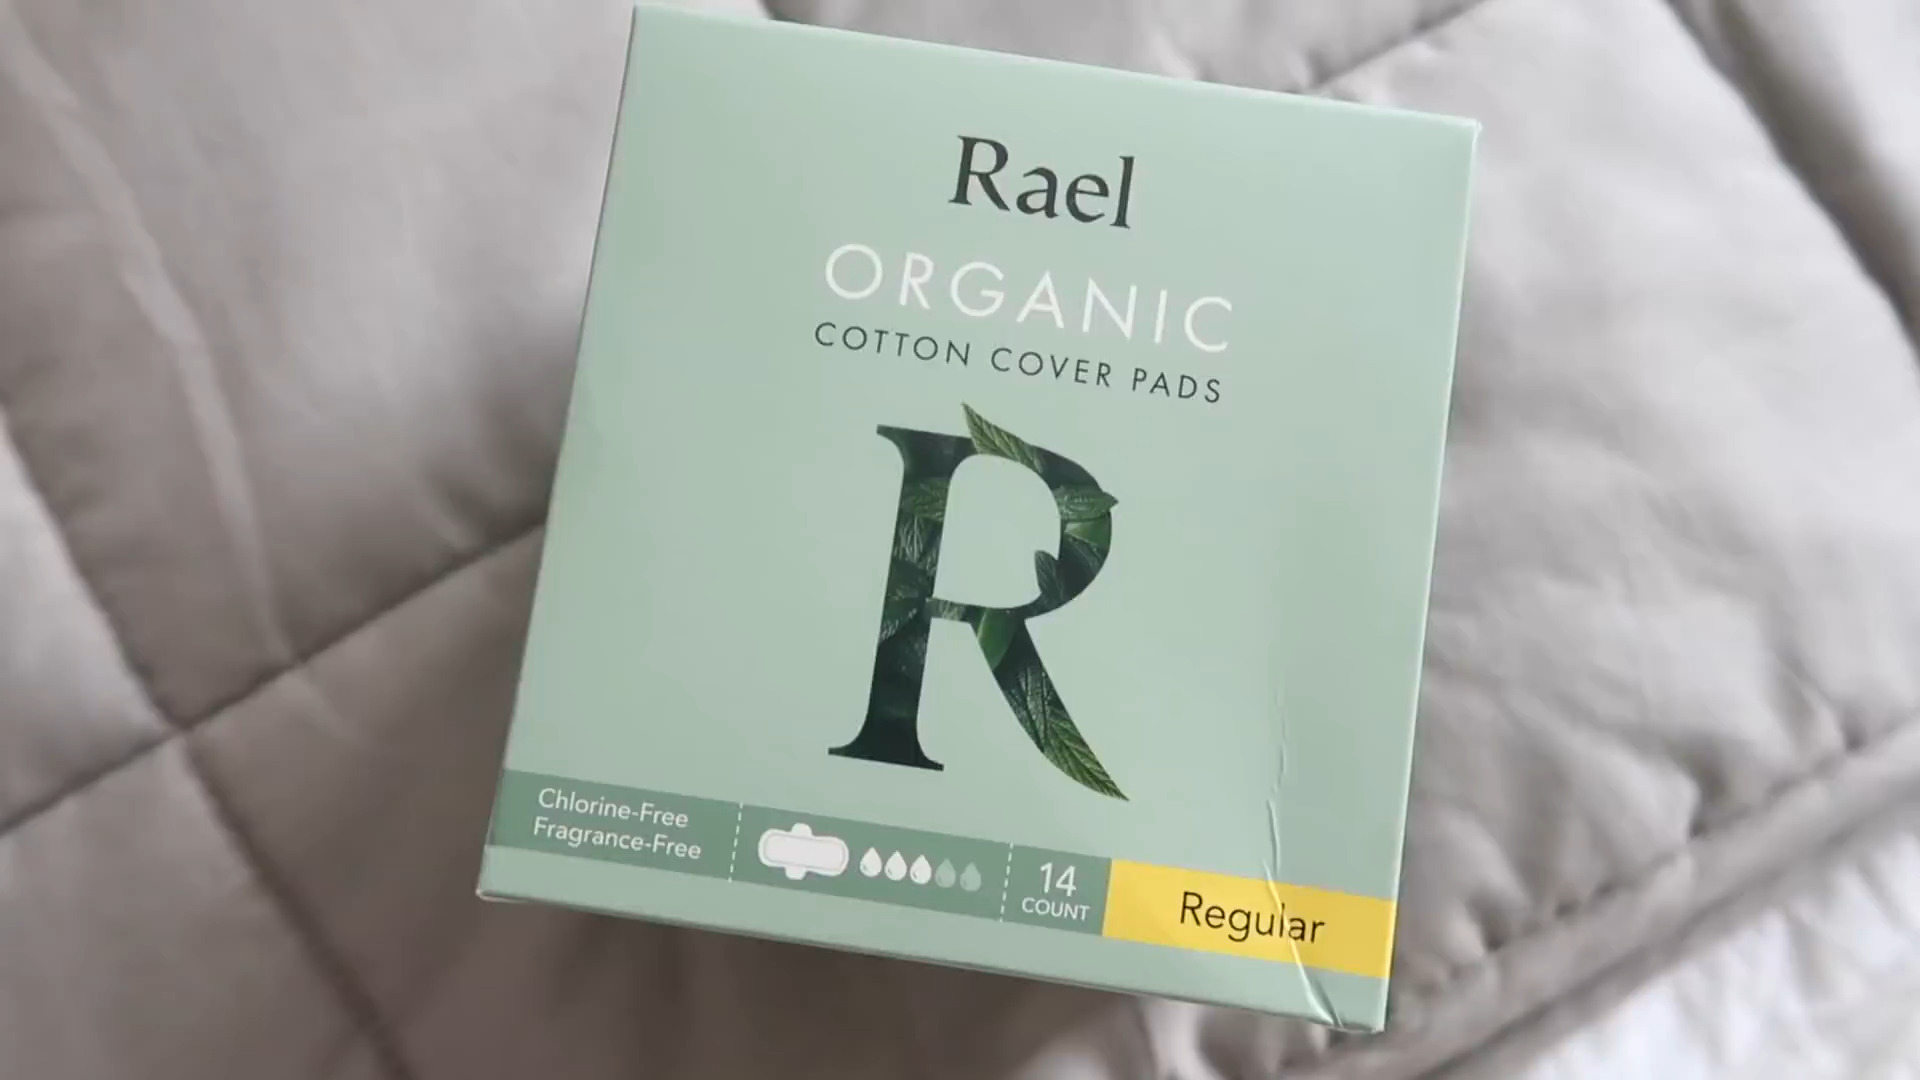 Rael
ORGANIC
COTTON COVER PADS
R
Chlorine-Free
Fragrance-Free
14
COUNT
Regular